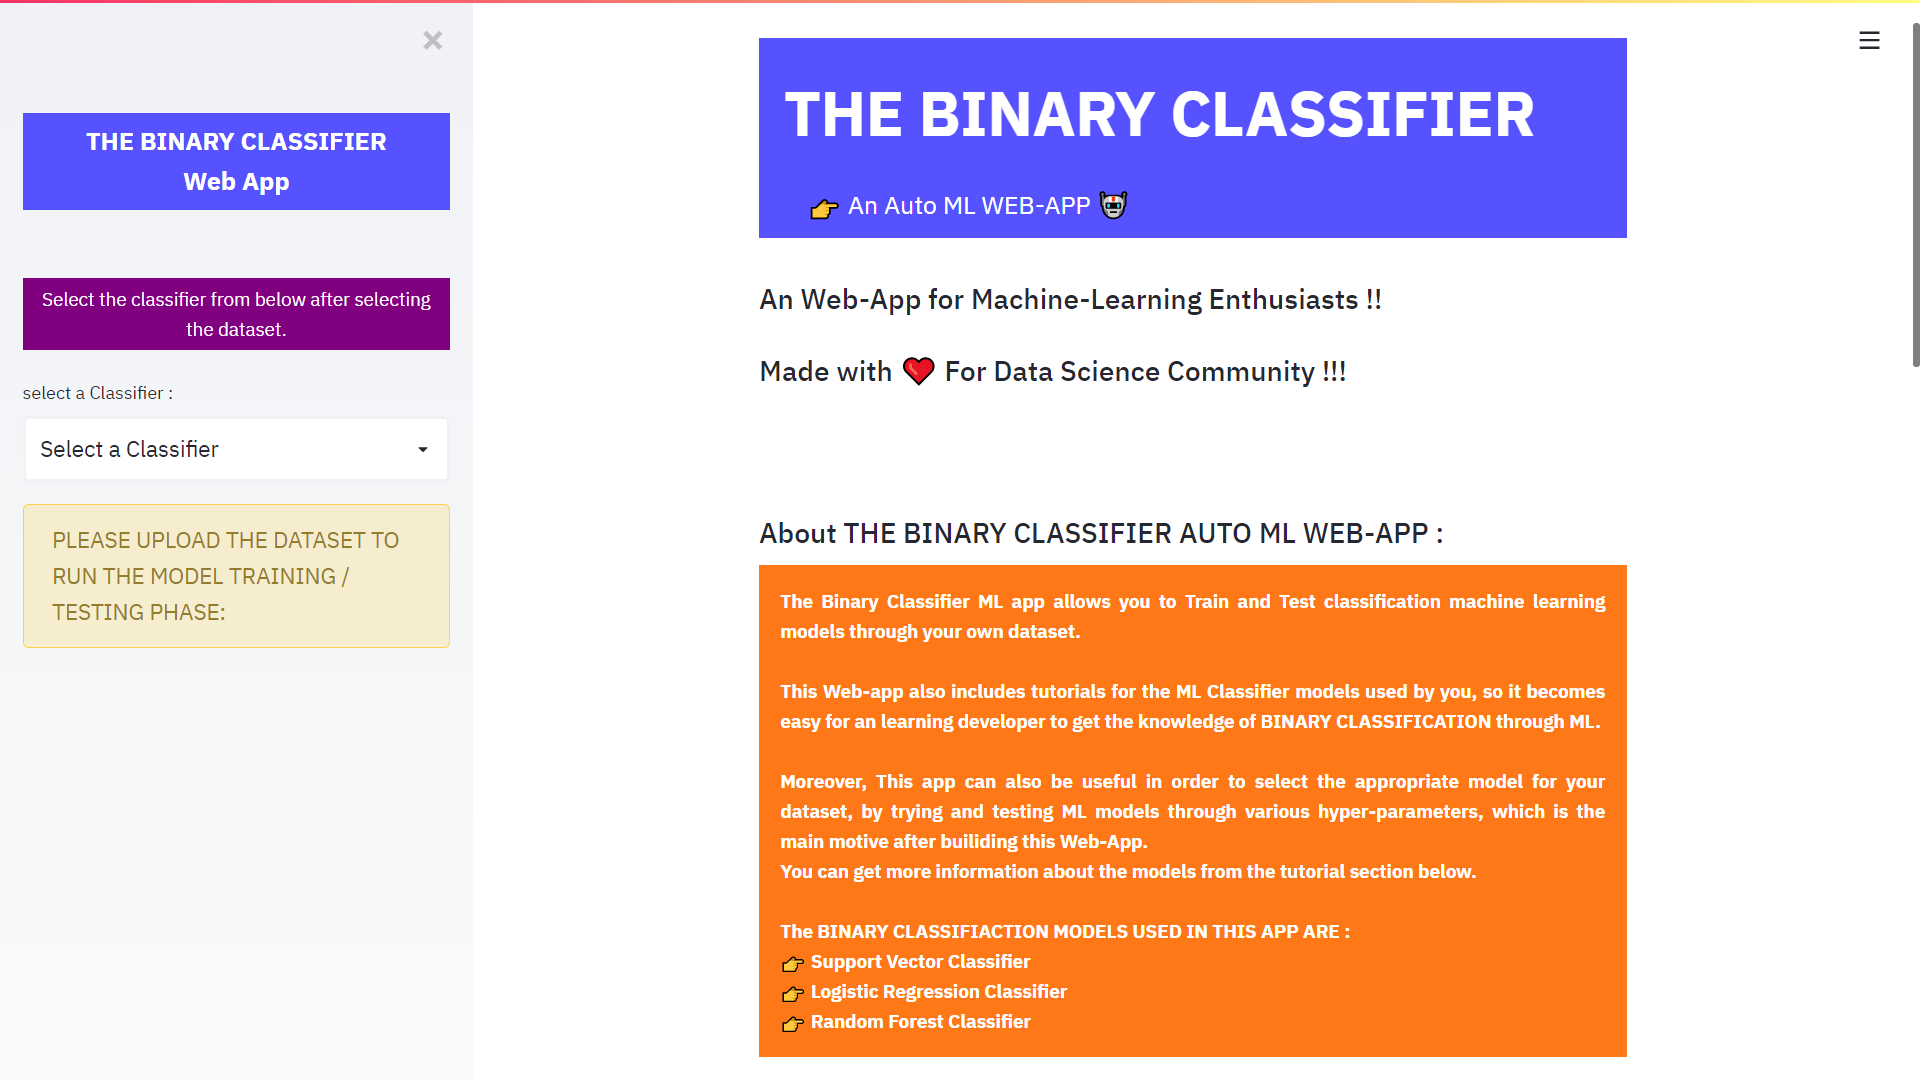 THE BINARY CLASSIFIER
Web App
Select the classifier from below after selecting
the dataset.
select a Classifier :
Select a Classifier
PLEASE UPLOAD THE DATASET TO
RUN THE MODEL TRAINING /
TESTING PHASE:
THE BINARY CLASSIFIER
👉 An Auto ML WEB-APP 🤖
An Web-App for Machine-Learning Enthusiasts !!
Made with ❤️ For Data Science Community !!!
About THE BINARY CLASSIFIER AUTO ML WEB-APP :
The Binary Classifier ML app allows you to Train and Test classification machine learning
models through your own dataset.
This Web-app also includes tutorials for the ML Classifier models used by you, so it becomes
easy for an learning developer to get the knowledge of BINARY CLASSIFICATION through ML.
Moreover, This app can also be useful in order to select the appropriate model for your
dataset, by trying and testing ML models through various hyper-parameters, which is the
main motive after builiding this Web-App.
You can get more information about the models from the tutorial section below.
The BINARY CLASSIFIACTION MODELS USED IN THIS APP ARE :
👉 Support Vector Classifier
👉 Logistic Regression Classifier
👉 Random Forest Classifier